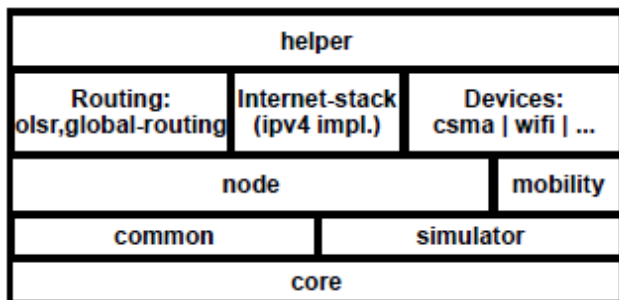 helper
Routing:
olsr,global-routing
Internet-stack
(ipv4 impl.)
Devices:
csma | wifi | ...
node
mobility
common
simulator
core